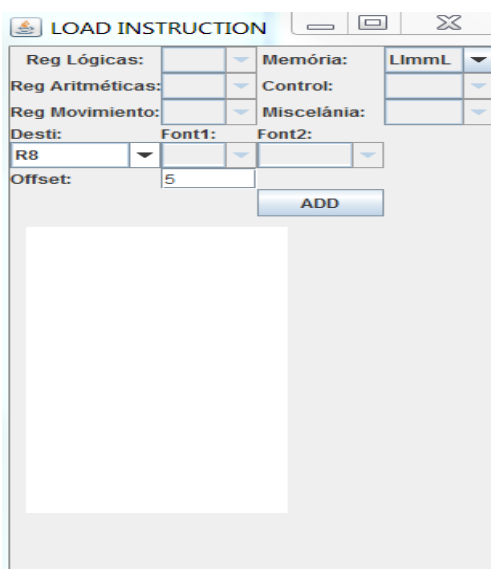 LOAD INSTRUCTION
Reg Lógicas: Memória: LImmL
Reg Aritméticas: Control:
Reg Movimiento: Miscelánia:
Desti: Font1: Font2:
R8
Offset: 5
ADD